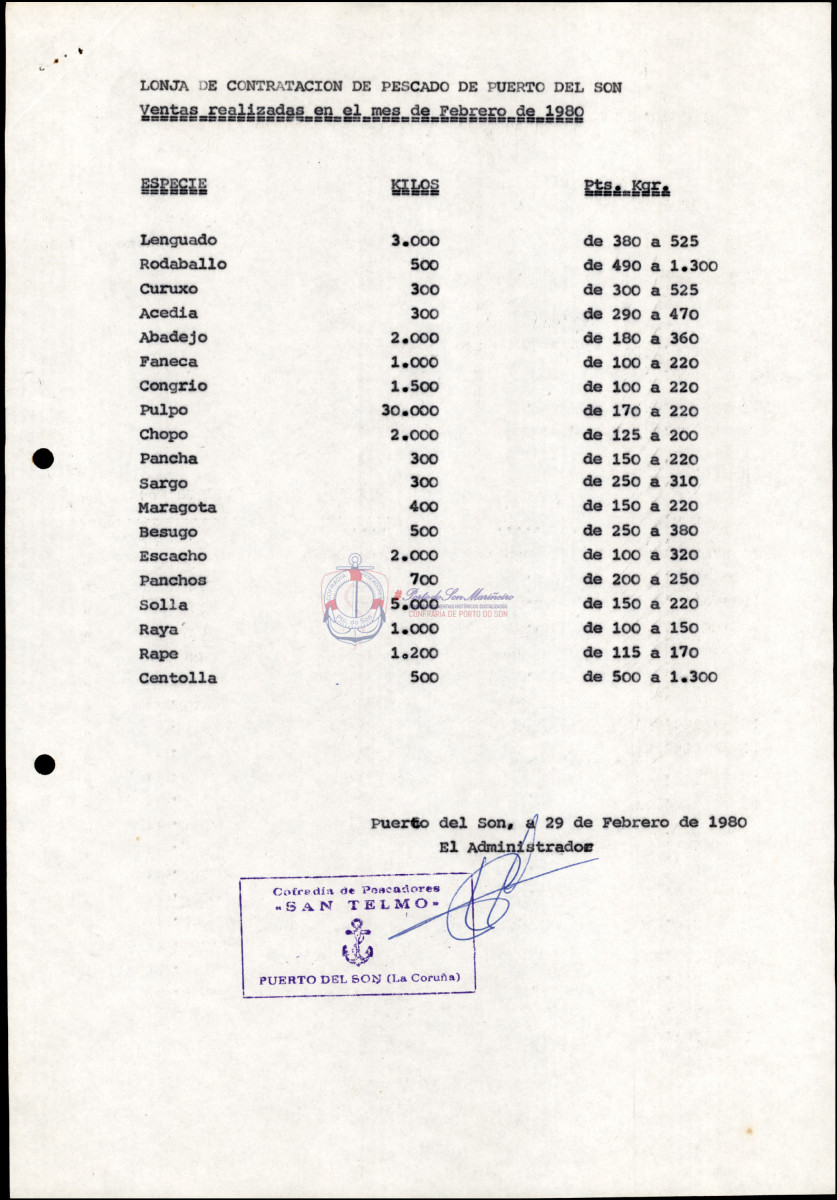 LONJA DE CONTRATACION DE PESCADO DE PUERTO DEL SON
Ventas realizadas en el mes de Febrero de 1980
ESPECIE KILOS Pts. Kgr.
Lenguado 3.000 de 380 a 525
Rodaballo 500 de 490 a 1.300
Curuxo 300 de 300 a 525
Acedia 300 de 290 a 470
Abadejo 2.000 de 180 a 360
Faneca 1.000 de 100 a 220
Congrio 1.500 de 100 a 220
Pulpo 30.000 de 170 a 220
Chopo 2.000 de 125 a 200
Pancha 300 de 150 a 220
Sargo 300 de 250 a 310
Maragota 400 de 150 a 220
Besugo 500 de 250 a 380
Escacho 2.000 de 100 a 320
Panchos 700 de 200 a 250
Solla 5.000 de 150 a 220
Raya 1.000 de 100 a 150
Rape 1.200 de 115 a 170
Centolla 500 de 500 a 1.300
Pto. do Son
#PortodoSon Mariñeiro
HISTÓRICOS DIGITALIZADOS
CONFRARÍA DE PORTO DO SON
Puerto del Son, a 29 de Febrero de 1980
El Administrador
Cofradía de Pescadores
«SAN TELMO»
PUERTO DEL SON (La Coruña)